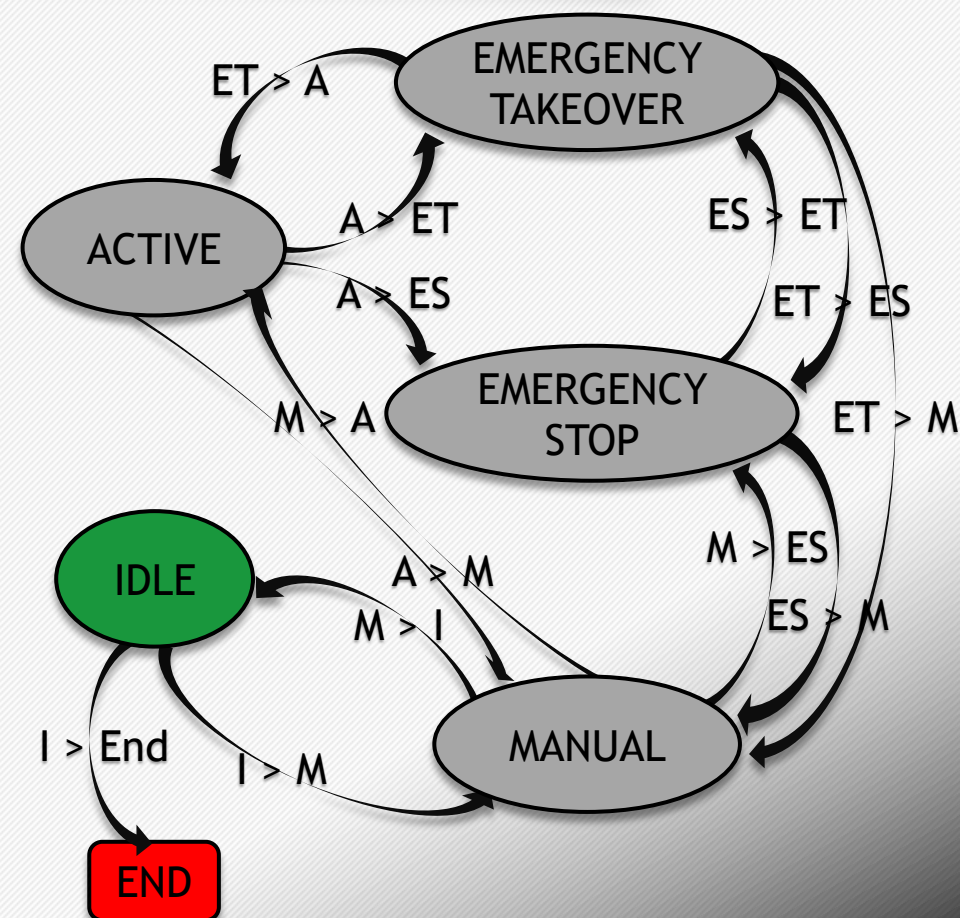 EMERGENCY
TAKEOVER
ET > A
A > ET
ES > ET
ACTIVE
A > ES
ET > ES
EMERGENCY
STOP
M > A
ET > M
M > ES
A > M
IDLE
M > I
ES > M
MANUAL
I > End
I > M
END